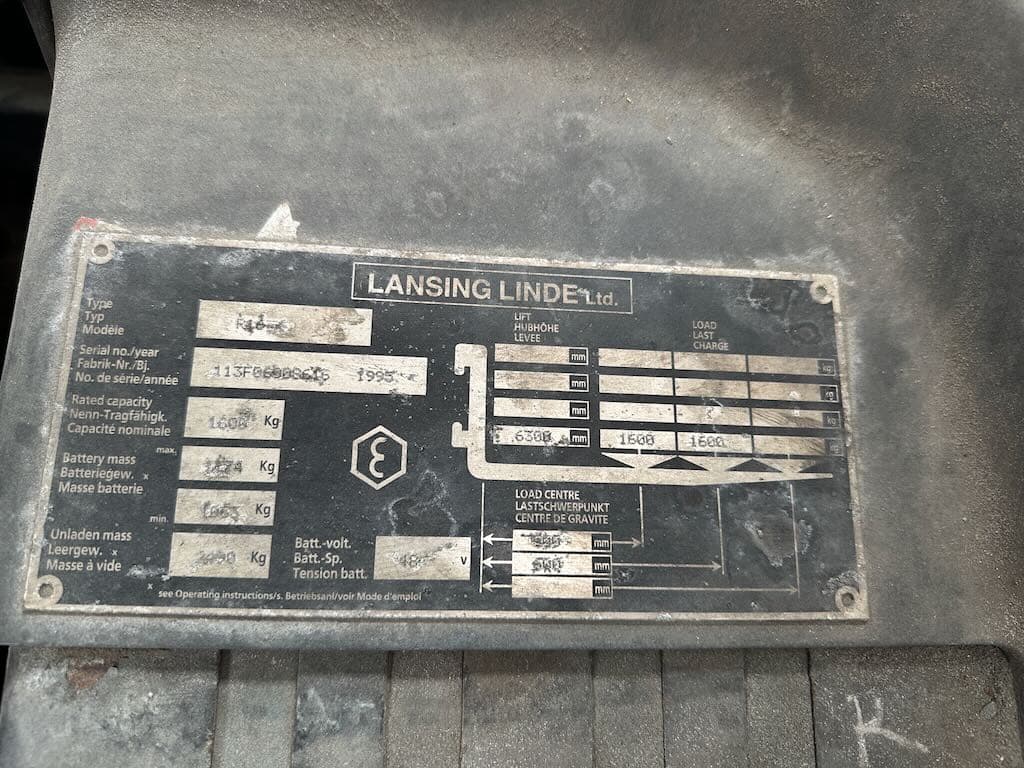 LANSING LINDE Ltd.
Type
Typ
Modèle
Serial no./year
Fabrik-Nr./Bj.
No. de série/année
1995
Rated capacity
Nenn-Tragfähigk.
Capacité nominale
1600 Kg
max.
Battery mass
Batteriegew. x
Masse batterie
Kg
min.
Kg
Unladen mass
Leergew. x
Masse à vide
Kg
Batt.-volt.
Batt.-Sp.
Tension batt.
48 V
x see Operating instructions/s. Betriebsanl/voir Mode d'emploi
LIFT
HUBHÖHE
LEVEE
LOAD
LAST
CHARGE
mm kg
mm kg
mm kg
6300 mm 1600 1600 kg
LOAD CENTRE
LASTSCHWERPUNKT
CENTRE DE GRAVITE
mm
600 mm
mm
K